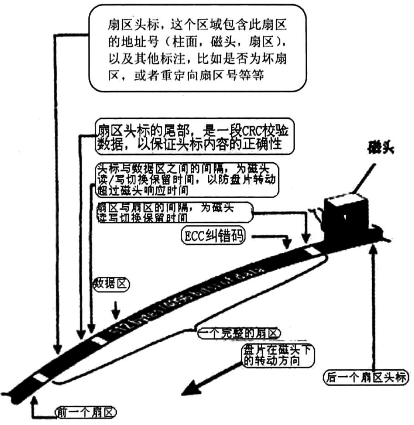 扇区头标，这个区域包含此扇区
的地址号（柱面，磁头，扇区），
以及其他标注，比如是否为坏扇
区，或者重定向扇区号等等
扇区头标的尾部，是一段CRC校验
数据，以保证头标内容的正确性
磁头
头标与数据区之间的间隔，为磁头
读/写切换保留时间，以防盘片转动
超过磁头响应时间
扇区与扇区的间隔，为磁头
读写切换保留时间
ECC纠错码
数据区
512 bytes/4096 bits of data
一个完整的扇区
盘片在磁头下
的转动方向
后一个扇区头标
前一个扇区